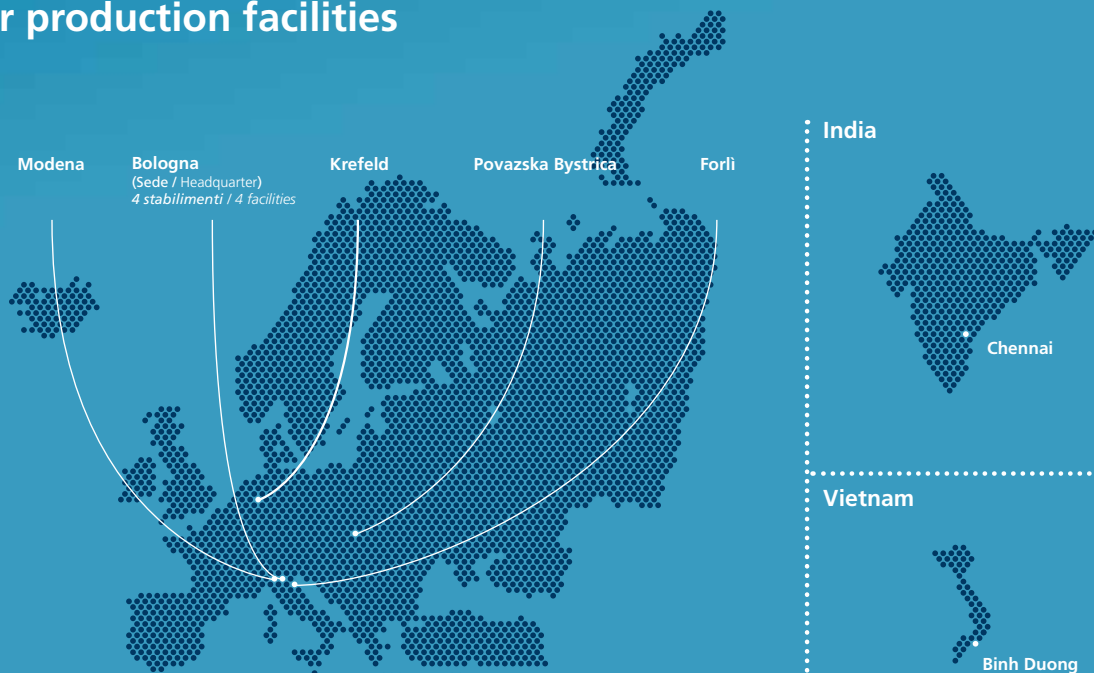 r production facilities
Modena
Bologna
(Sede / Headquarter)
4 stabilimenti / 4 facilities
Krefeld
Povazska Bystrica
Forlì
India
Chennai
Vietnam
Binh Duong